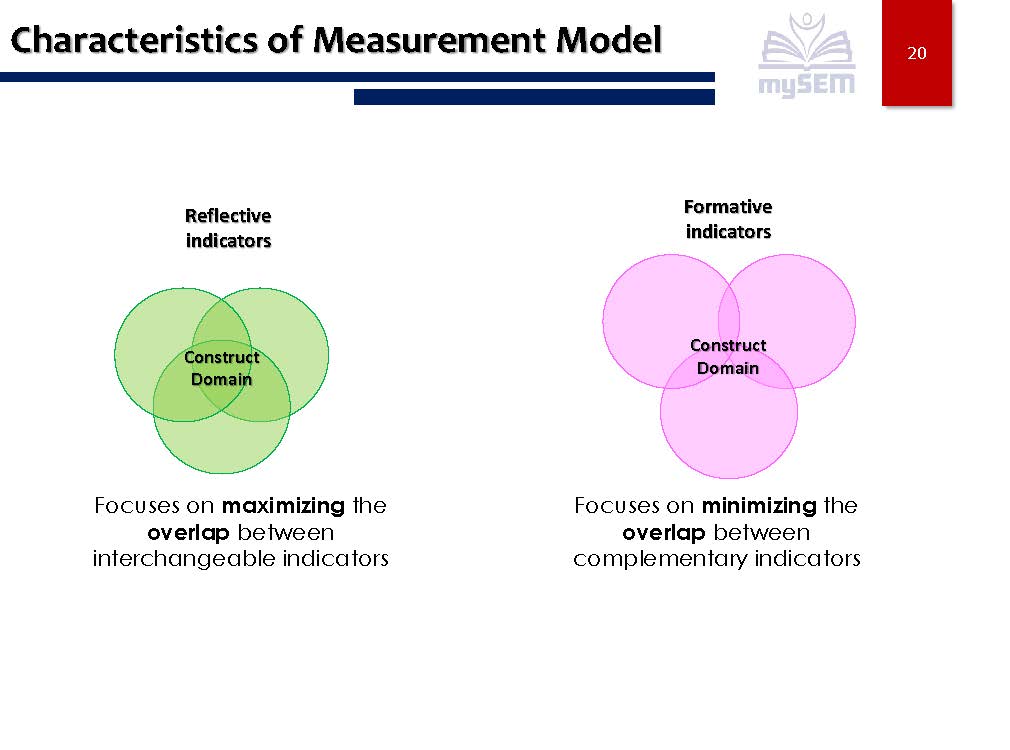 Characteristics of Measurement Model
mySEM
20
Reflective
indicators
Construct
Domain
Focuses on maximizing the
overlap between
interchangeable indicators
Formative
indicators
Construct
Domain
Focuses on minimizing the
overlap between
complementary indicators